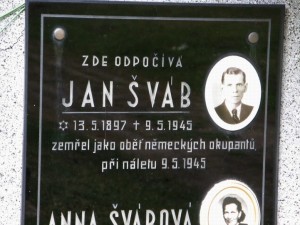 ZDE ODPOČÍVÁ
JAN ŠVÁB
✡ 13.5.1897 + 9.5.1945
zemřel jako oběť německých okupantů
při náletu 9.5.1945
ANNA ŠVÁBOVÁ